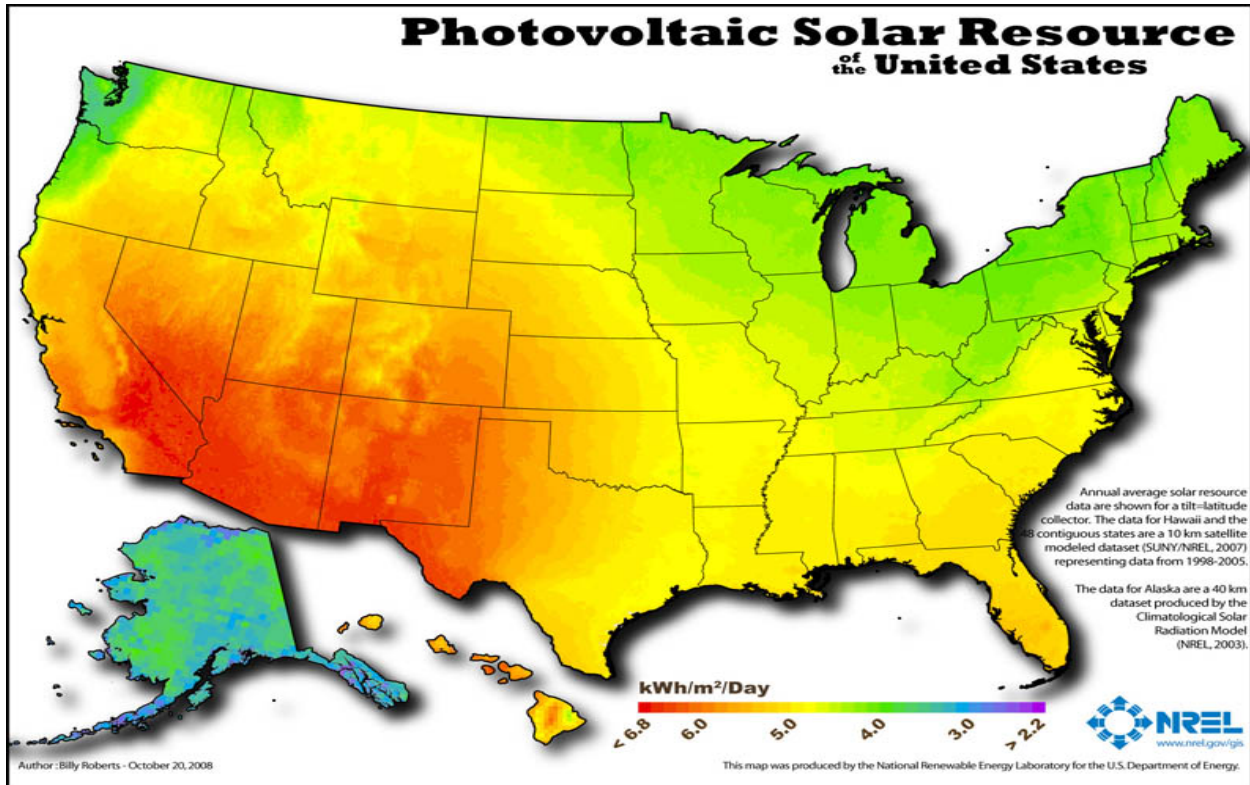 Photovoltaic Solar Resource
of the United States
Annual average solar resource
data are shown for a tilt=latitude
collector. The data for Hawaii and the
48 contiguous states are a 10 km satellite
modeled dataset (SUNY/NREL, 2007)
representing data from 1998-2005.
The data for Alaska are a 40 km
dataset produced by the
Climatological Solar
Radiation Model
(NREL, 2003).
kWh/m²/Day
< 6.8 6.0 5.0 4.0 3.0 > 2.2
NREL
www.nrel.gov/gis
Author : Billy Roberts - October 20, 2008
This map was produced by the National Renewable Energy Laboratory for the U.S. Department of Energy.